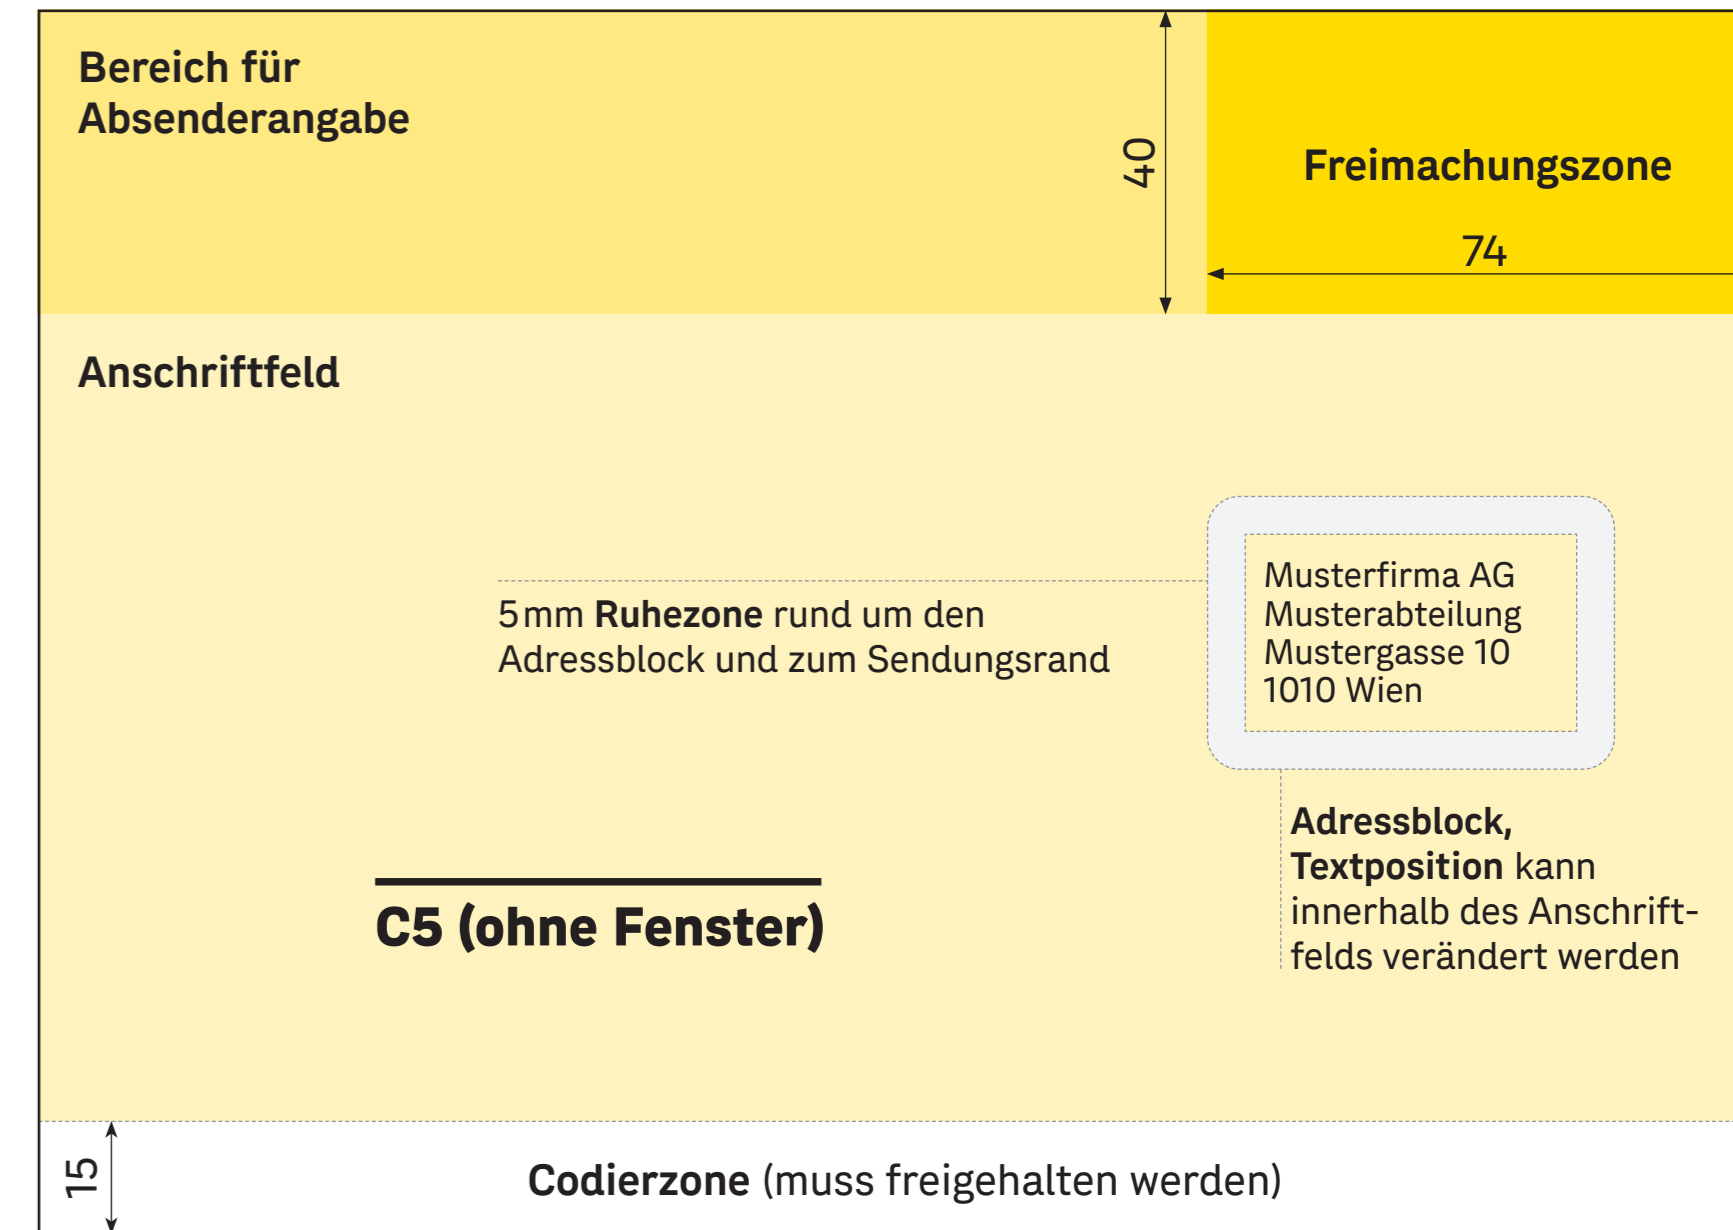 Bereich für
Absenderangabe
40
Freimachungszone
74
Anschriftfeld
5 mm Ruhezone rund um den
Adressblock und zum Sendungsrand
Musterfirma AG
Musterabteilung
Mustergasse 10
1010 Wien
Adressblock,
Textposition kann
innerhalb des Anschrift-
felds verändert werden
C5 (ohne Fenster)
15
Codierzone (muss freigehalten werden)